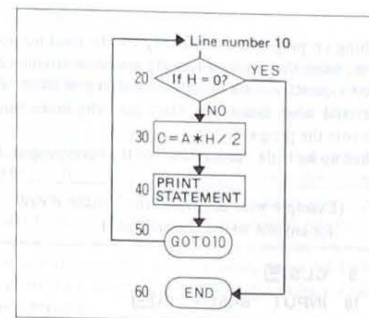 Line number 10
20
If H = 0?
YES
NO
30
C=A*H/2
40
PRINT
STATEMENT
50
GOTO10
60
END